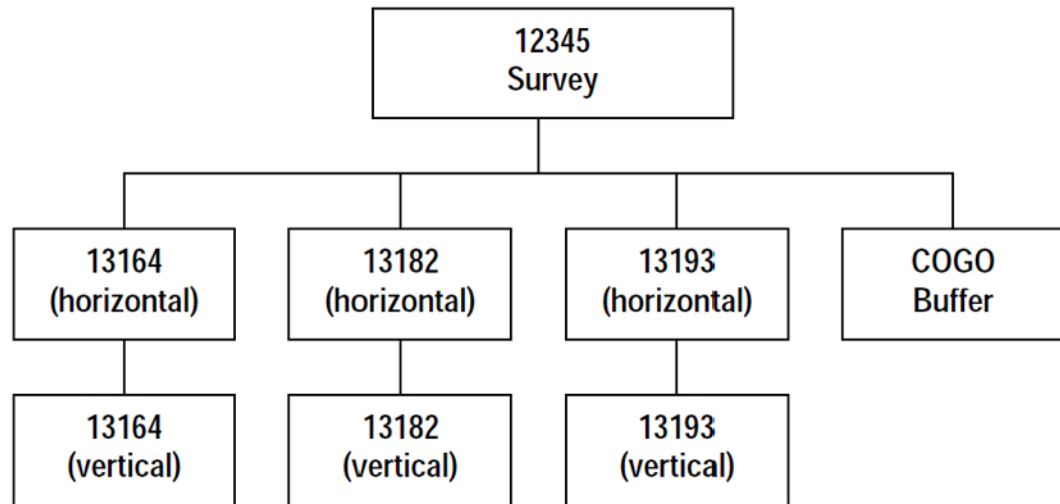 12345
Survey
13164
(horizontal)
13182
(horizontal)
13193
(horizontal)
COGO
Buffer
13164
(vertical)
13182
(vertical)
13193
(vertical)